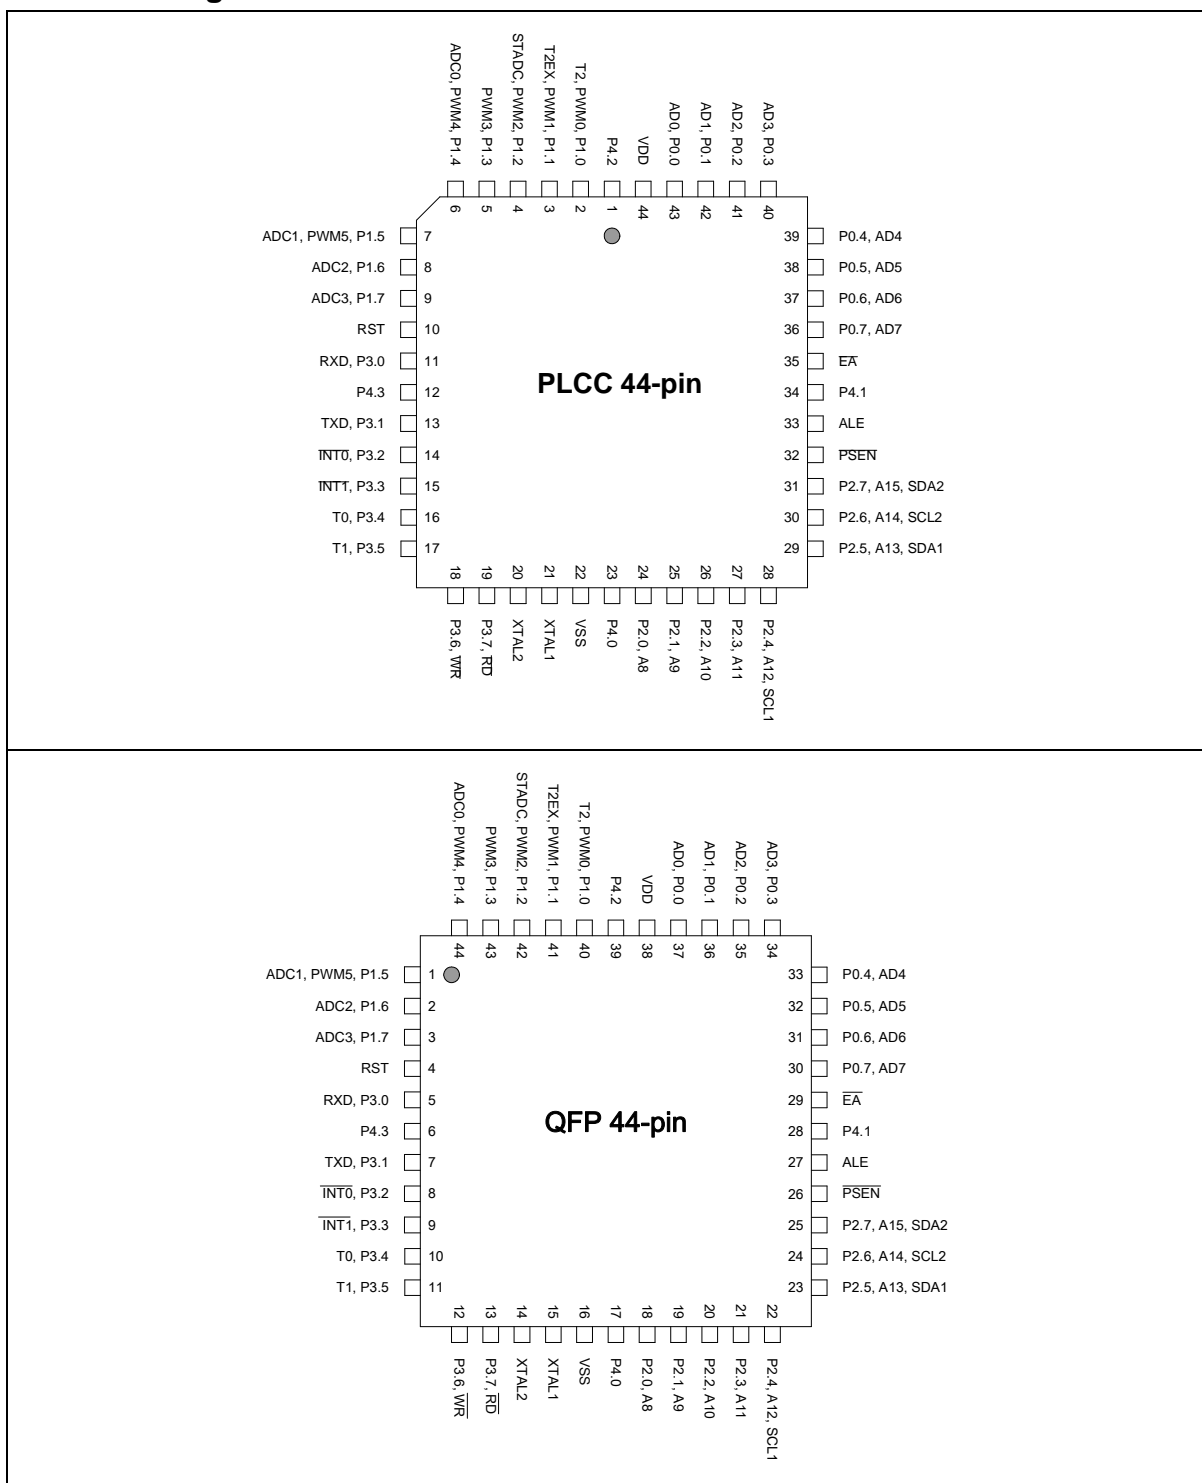 ADC0, PWM4, P1.4
PWM3, P1.3
STADC, PWM2, P1.2
T2EX, PWM1, P1.1
T2, PWM0, P1.0
P4.2
VDD
AD0, P0.0
AD1, P0.1
AD2, P0.2
AD3, P0.3
6 5 4 3 2 1 44 43 42 41 40
ADC1, PWM5, P1.5 7 39 P0.4, AD4
ADC2, P1.6 8 38 P0.5, AD5
ADC3, P1.7 9 37 P0.6, AD6
RST 10 36 P0.7, AD7
RXD, P3.0 11 35 EA
PLCC 44-pin
P4.3 12 34 P4.1
TXD, P3.1 13 33 ALE
INT0, P3.2 14 32 PSEN
INT1, P3.3 15 31 P2.7, A15, SDA2
T0, P3.4 16 30 P2.6, A14, SCL2
T1, P3.5 17 29 P2.5, A13, SDA1
18 19 20 21 22 23 24 25 26 27 28
P3.6, WR
P3.7, RD
XTAL2
XTAL1
VSS
P4.0
P2.0, A8
P2.1, A9
P2.2, A10
P2.3, A11
P2.4, A12, SCL1
ADC0, PWM4, P1.4
PWM3, P1.3
STADC, PWM2, P1.2
T2EX, PWM1, P1.1
T2, PWM0, P1.0
P4.2
VDD
AD0, P0.0
AD1, P0.1
AD2, P0.2
AD3, P0.3
44 43 42 41 40 39 38 37 36 35 34
ADC1, PWM5, P1.5 1 33 P0.4, AD4
ADC2, P1.6 2 32 P0.5, AD5
ADC3, P1.7 3 31 P0.6, AD6
RST 4 30 P0.7, AD7
RXD, P3.0 5 29 EA
QFP 44-pin
P4.3 6 28 P4.1
TXD, P3.1 7 27 ALE
INT0, P3.2 8 26 PSEN
INT1, P3.3 9 25 P2.7, A15, SDA2
T0, P3.4 10 24 P2.6, A14, SCL2
T1, P3.5 11 23 P2.5, A13, SDA1
12 13 14 15 16 17 18 19 20 21 22
P3.6, WR
P3.7, RD
XTAL2
XTAL1
VSS
P4.0
P2.0, A8
P2.1, A9
P2.2, A10
P2.3, A11
P2.4, A12, SCL1